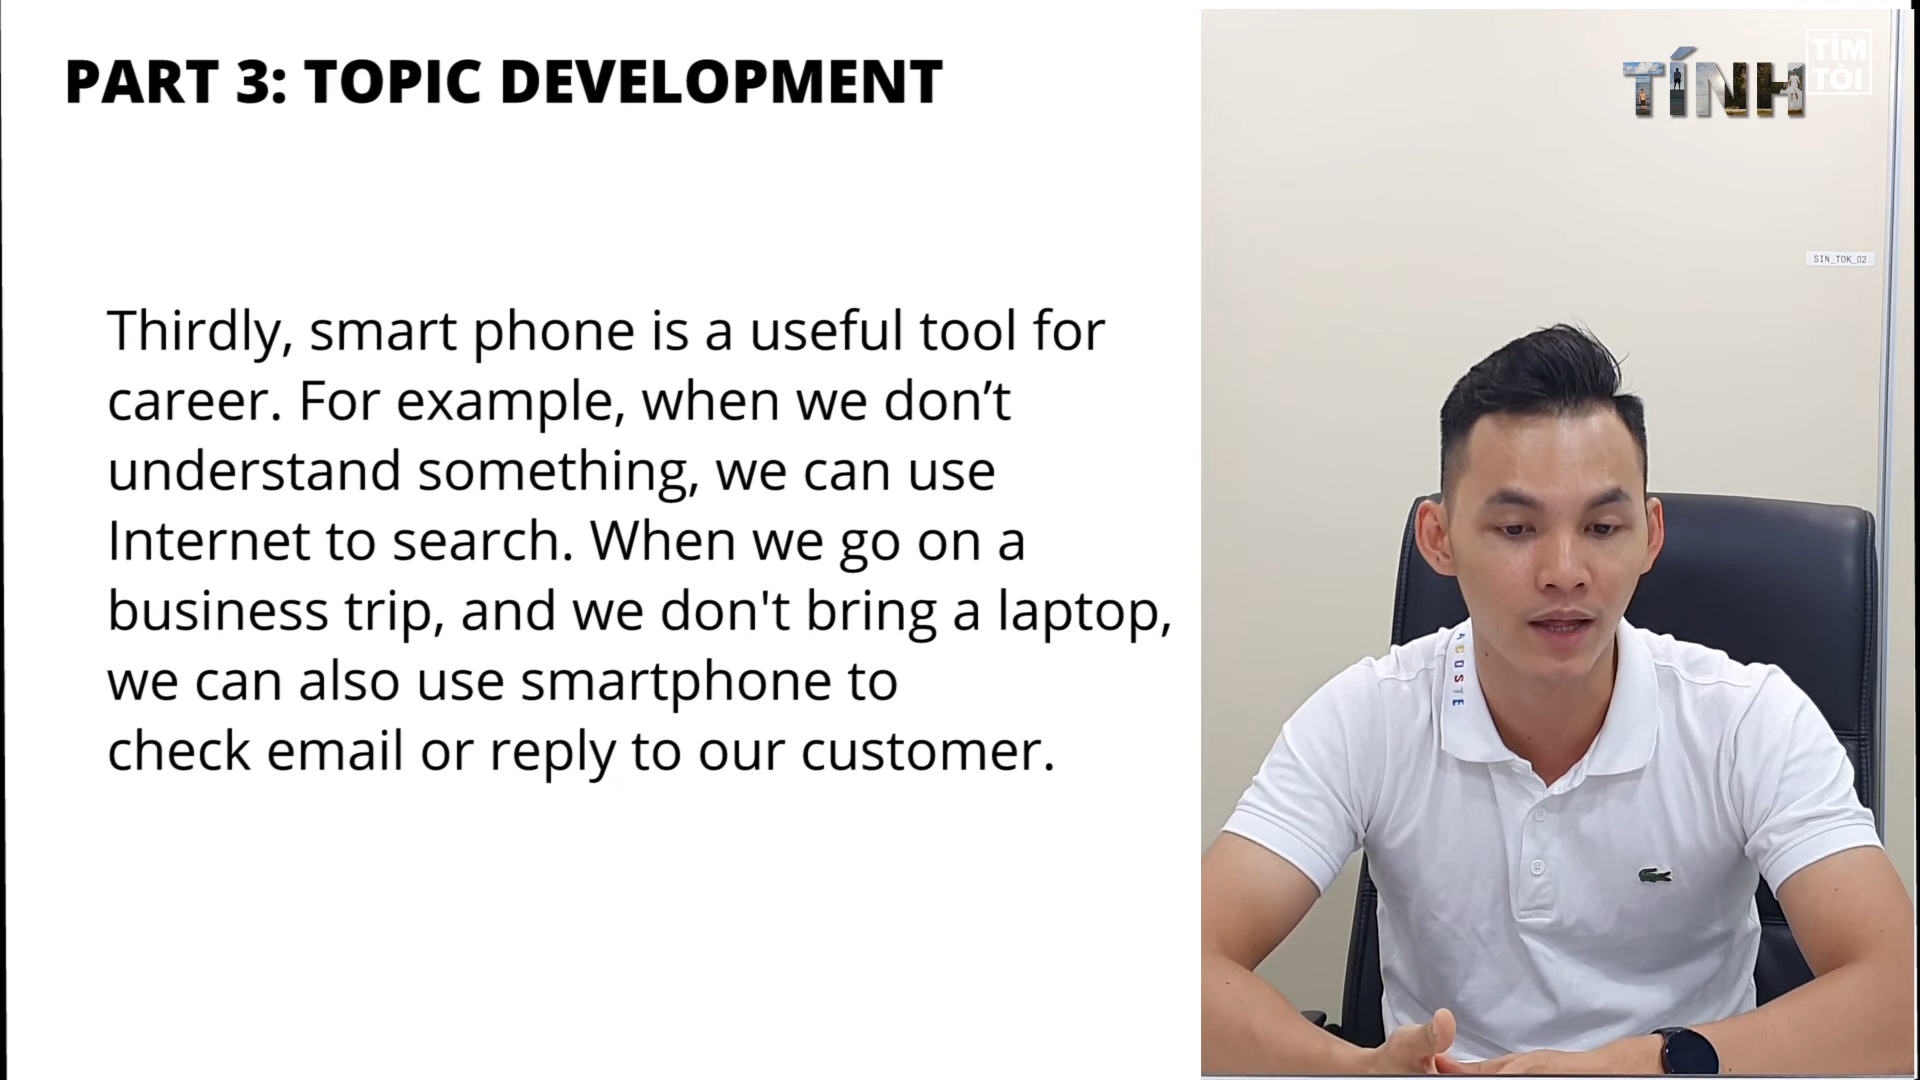 PART 3: TOPIC DEVELOPMENT
Thirdly, smart phone is a useful tool for
career. For example, when we don’t
understand something, we can use
Internet to search. When we go on a
business trip, and we don't bring a laptop,
we can also use smartphone to
check email or reply to our customer.
TÍNH
TÌM
TÒI
SIN_TOK_02